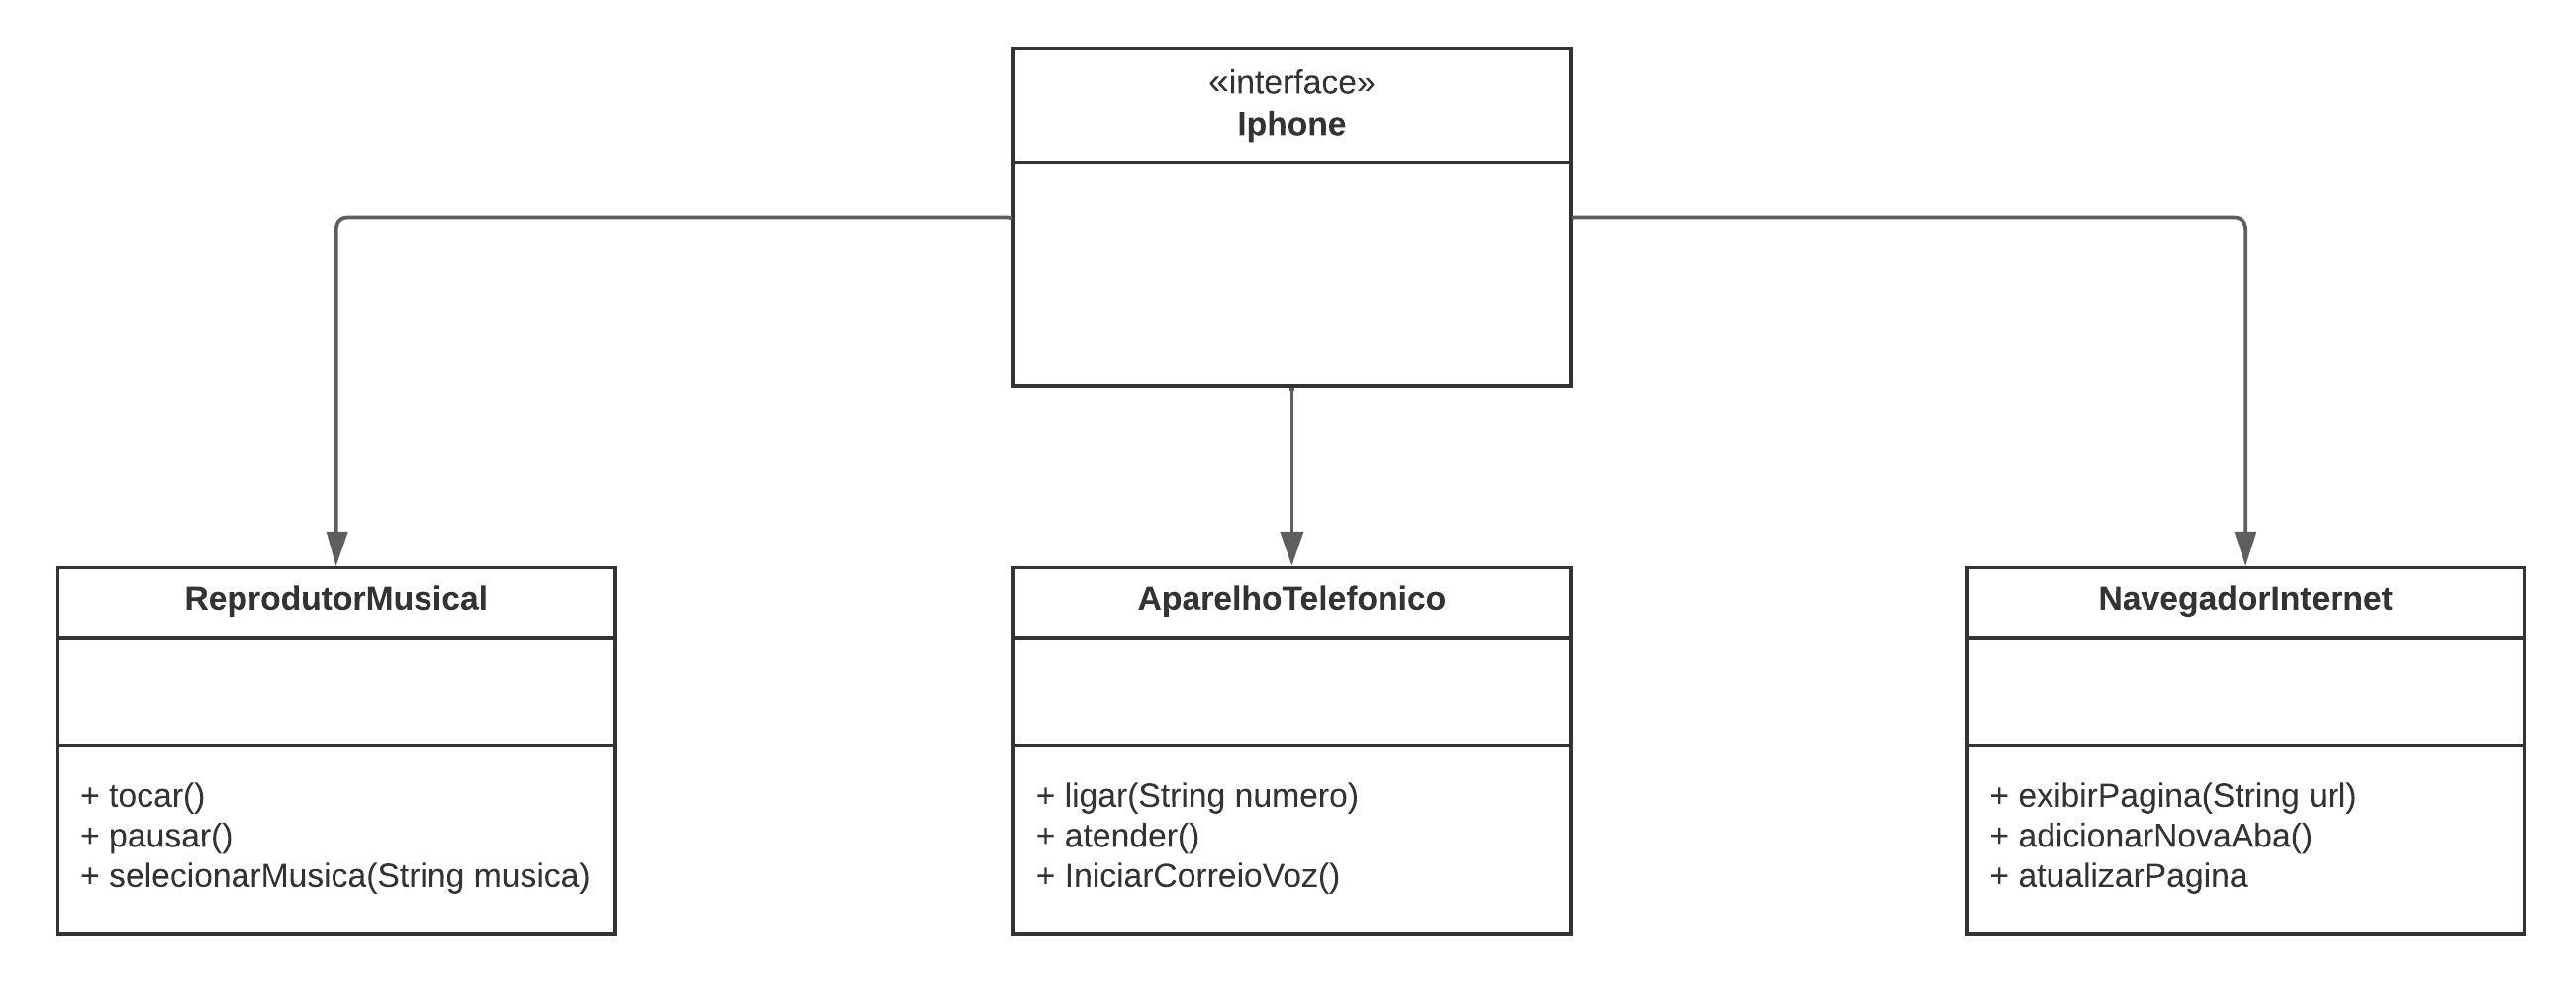 «interface»
Iphone
ReprodutorMusical
+ tocar()
+ pausar()
+ selecionarMusica(String musica)
AparelhoTelefonico
+ ligar(String numero)
+ atender()
+ IniciarCorreioVoz()
NavegadorInternet
+ exibirPagina(String url)
+ adicionarNovaAba()
+ atualizarPagina